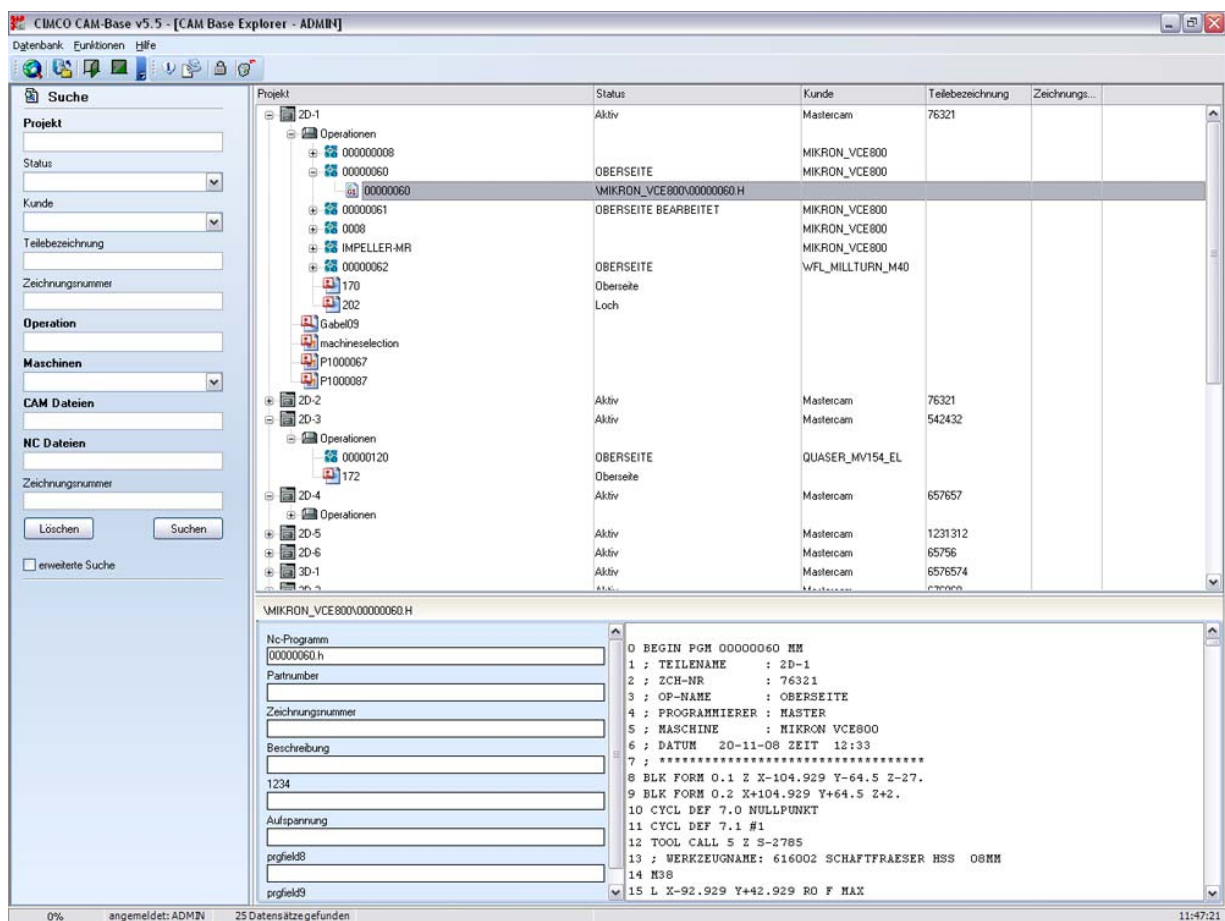 CIMCO CAM-Base v5.5 - [CAM Base Explorer - ADMIN]
Datenbank Funktionen Hilfe
Suche
Projekt
Status
Kunde
Teilebezeichnung
Zeichnungsnummer
Operation
Maschinen
CAM Dateien
NC Dateien
Zeichnungsnummer
Löschen Suchen
erweiterte Suche
Projekt Status Kunde Teilebezeichnung Zeichnungs...
2D-1 Aktiv Mastercam 76321
Operationen
000000008 MIKRON_VCE800
00000060 OBERSEITE MIKRON_VCE800
G1 00000060 \MIKRON_VCE800\00000060.H
00000061 OBERSEITE BEARBEITET MIKRON_VCE800
0008 MIKRON_VCE800
IMPELLER-MR MIKRON_VCE800
00000062 OBERSEITE WFL_MILLTURN_M40
170 Oberseite
202 Loch
Gabel09
machineselection
P1000067
P1000087
2D-2 Aktiv Mastercam 76321
2D-3 Aktiv Mastercam 542432
Operationen
00000120 OBERSEITE QUASER_MV154_EL
172 Oberseite
2D-4 Aktiv Mastercam 657657
Operationen
2D-5 Aktiv Mastercam 1231312
2D-6 Aktiv Mastercam 65756
3D-1 Aktiv Mastercam 6576574
\MIKRON_VCE800\00000060.H
Nc-Programm
00000060.h
Partnumber
Zeichnungsnummer
Beschreibung
1234
Aufspannung
prgfield8
prgfield9
0 BEGIN PGM 00000060 MM
1 ; TEILENAME : 2D-1
2 ; ZCH-NR : 76321
3 ; OP-NAME : OBERSEITE
4 ; PROGRAMMIERER : MASTER
5 ; MASCHINE : MIKRON VCE800
6 ; DATUM 20-11-08 ZEIT 12:33
7 ; ***********************************
8 BLK FORM 0.1 Z X-104.929 Y-64.5 Z-27.
9 BLK FORM 0.2 X+104.929 Y+64.5 Z+2.
10 CYCL DEF 7.0 NULLPUNKT
11 CYCL DEF 7.1 #1
12 TOOL CALL 5 Z S-2785
13 ; WERKZEUGNAME: 616002 SCHAFTFRAESER HSS 08MM
14 M38
15 L X-92.929 Y+42.929 R0 F MAX
0% angemeldet: ADMIN 25 Datensätze gefunden 11:47:21